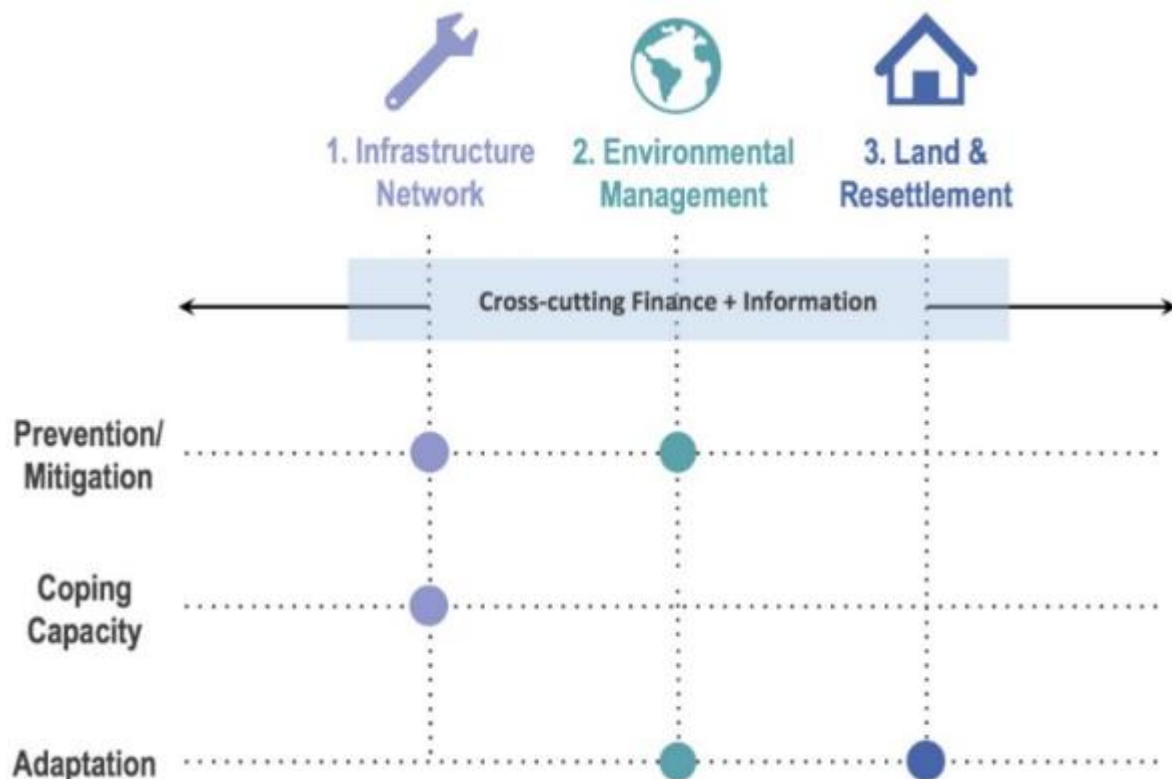 1. Infrastructure
Network
2. Environmental
Management
3. Land &
Resettlement
Cross-cutting Finance + Information
Prevention/
Mitigation
Coping
Capacity
Adaptation